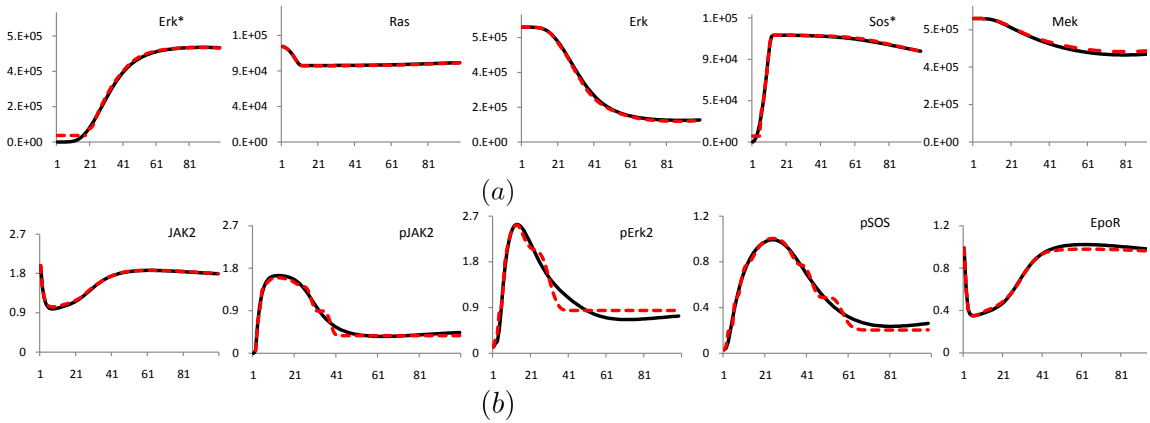 Erk* Ras Erk Sos* Mek
5.E+05 1.E+05 6.E+05 1.E+05 6.E+05
4.E+05 9.E+04 4.E+05 9.E+04 4.E+05
2.E+05 4.E+04 2.E+05 5.E+04 2.E+05
0.E+00 0.E+00 0.E+00 0.E+00 0.E+00
1 21 41 61 81 1 21 41 61 81 1 21 41 61 81 1 21 41 61 81 1 21 41 61 81
(a)
JAK2 pJAK2 pErk2 pSOS EpoR
2.7 2.7 2.6 1.2 1.2
1.8 1.8 1.7 0.8 0.8
0.9 0.9 0.9 0.4 0.4
0 0 0 0 0
1 21 41 61 81 1 21 41 61 81 1 21 41 61 81 1 21 41 61 81 1 21 41 61 81
(b)